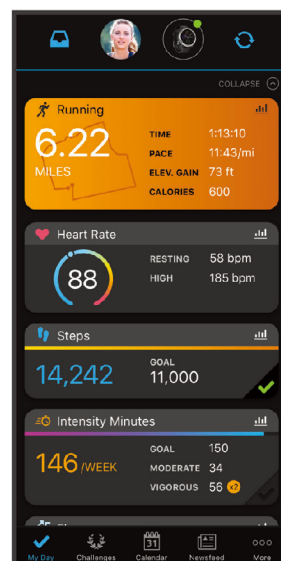 COLLAPSE
Running
6.22
MILES
TIME 1:13:10
PACE 11:43/mi
ELEV. GAIN 73 ft
CALORIES 600
Heart Rate
88
RESTING 58 bpm
HIGH 185 bpm
Steps
14,242
GOAL
11,000
Intensity Minutes
146 /WEEK
GOAL 150
MODERATE 34
VIGOROUS 56 x2
31
My Day Challenges Calendar Newsfeed More